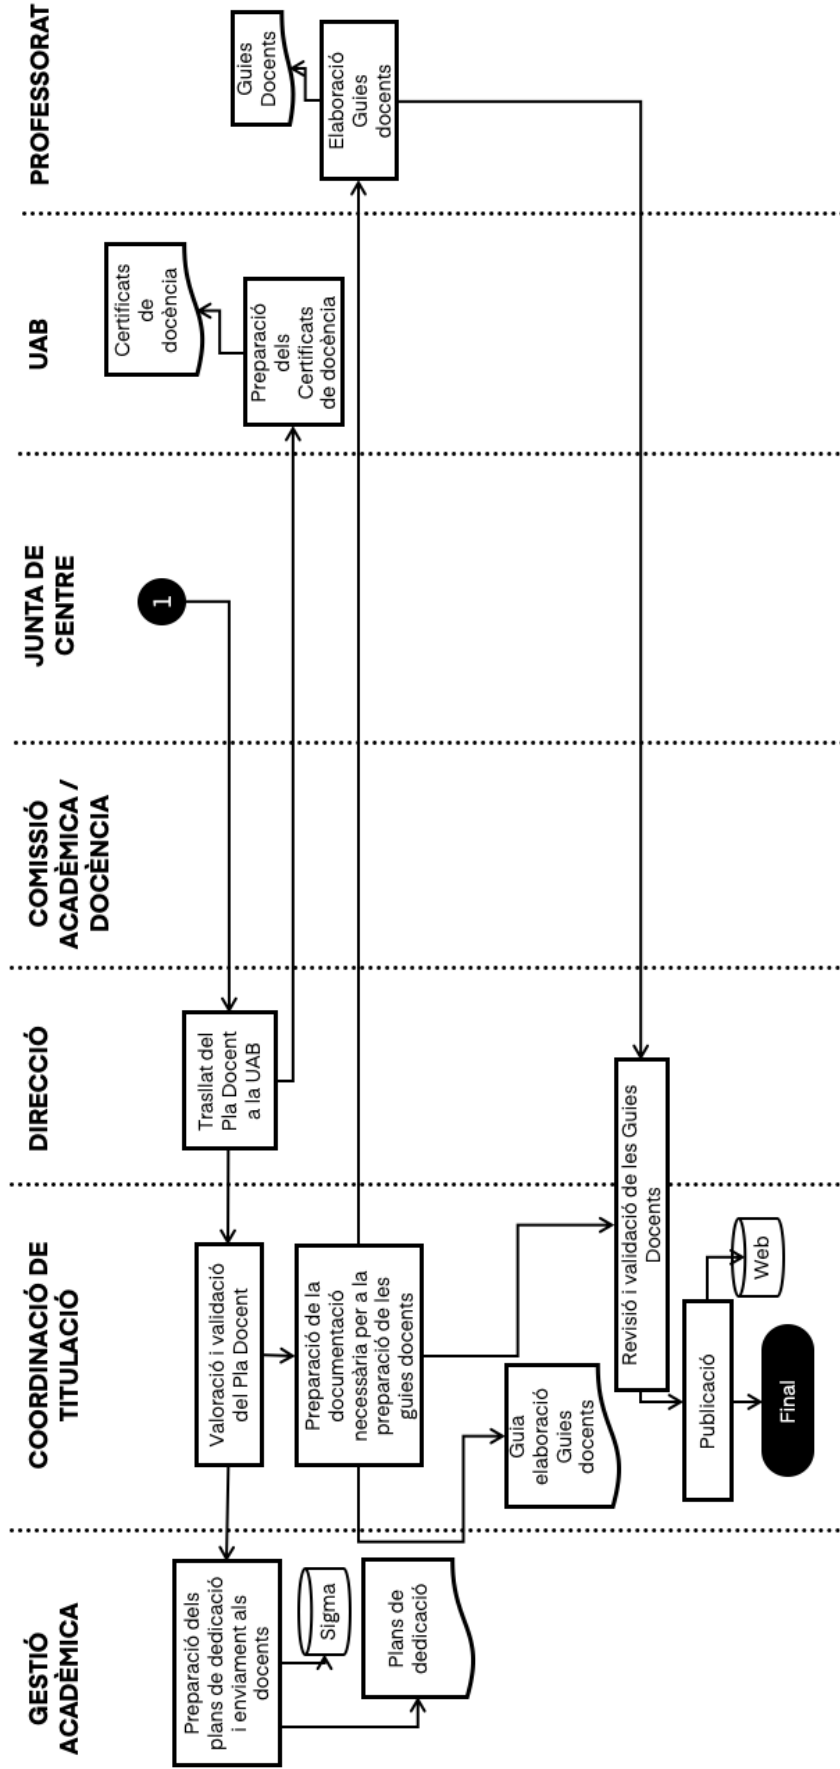 GESTIÓ
ACADÈMICA
COORDINACIÓ DE
TITULACIÓ
DIRECCIÓ
COMISSIÓ
ACADÈMICA /
DOCÈNCIA
JUNTA DE
CENTRE
UAB
PROFESSORAT
1
Trasllat del
Pla Docent
a la UAB
Certificats
de
docència
Preparació
dels
Certificats
de docència
Guies
Docents
Elaboració
Guies
docents
Valoració i validació
del Pla Docent
Preparació dels
plans de dedicació
i enviament als
docents
Sigma
Plans de
dedicació
Preparació de la
documentació
necessària per a la
preparació de les
guies docents
Guia
elaboració
Guies
docents
Revisió i validació de les Guies
Docents
Publicació
Web
Final